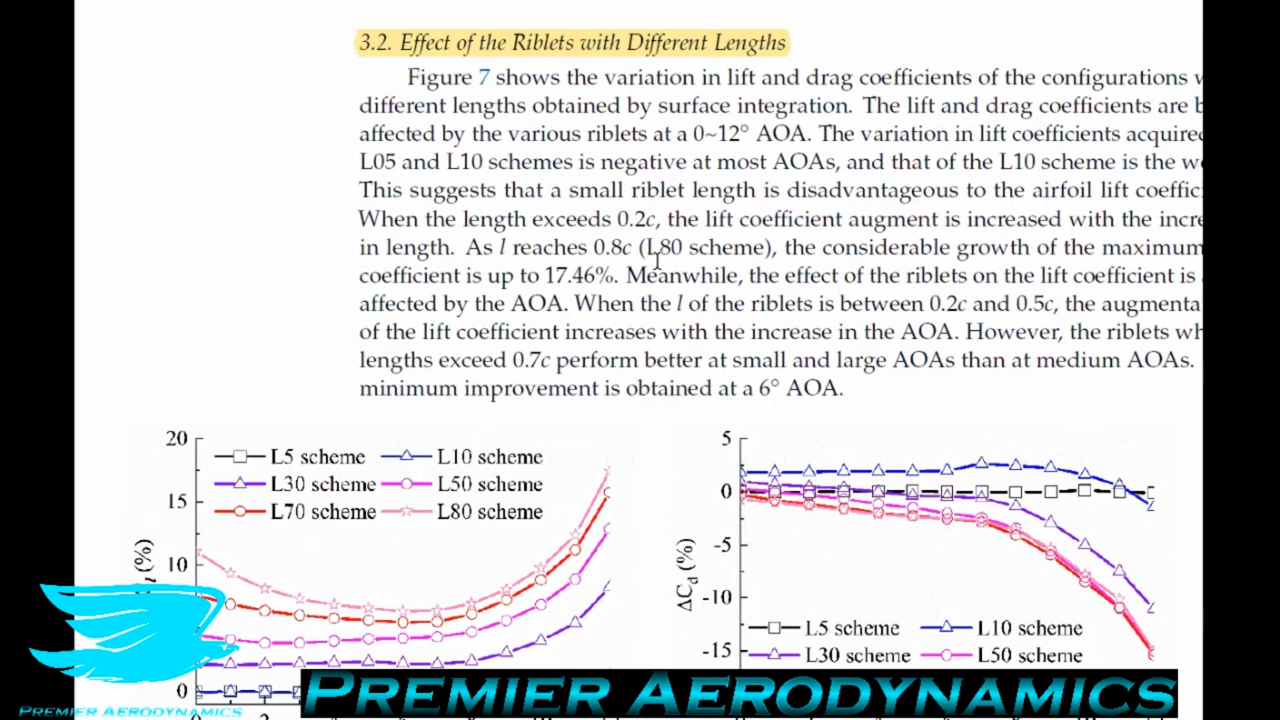 3.2. Effect of the Riblets with Different Lengths
Figure 7 shows the variation in lift and drag coefficients of the configurations
different lengths obtained by surface integration. The lift and drag coefficients are
affected by the various riblets at a 0~12° AOA. The variation in lift coefficients acquired
L05 and L10 schemes is negative at most AOAs, and that of the L10 scheme is the
This suggests that a small riblet length is disadvantageous to the airfoil lift
When the length exceeds 0.2c, the lift coefficient augment is increased with the
in length. As l reaches 0.8c (L80 scheme), the considerable growth of the maximum
coefficient is up to 17.46%. Meanwhile, the effect of the riblets on the lift coefficient is
affected by the AOA. When the l of the riblets is between 0.2c and 0.5c, the
of the lift coefficient increases with the increase in the AOA. However, the riblets
lengths exceed 0.7c perform better at small and large AOAs than at medium AOAs.
minimum improvement is obtained at a 6° AOA.
20
15
10
0
l (%)
L5 scheme L10 scheme
L30 scheme L50 scheme
L70 scheme L80 scheme
5
0
-5
-10
-15
ΔCd (%)
L5 scheme L10 scheme
L30 scheme L50 scheme
PREMIER AERODYNAMICS
PREMIER AERODYNAMICS